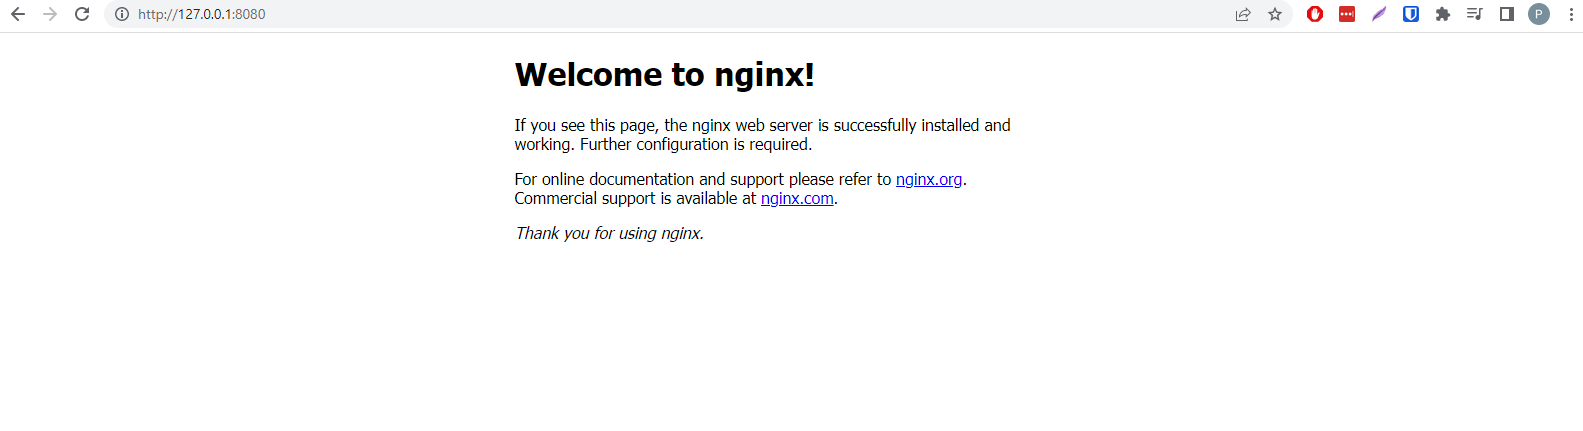 http://127.0.0.1:8080
P
Welcome to nginx!
If you see this page, the nginx web server is successfully installed and
working. Further configuration is required.
For online documentation and support please refer to nginx.org.
Commercial support is available at nginx.com.
Thank you for using nginx.